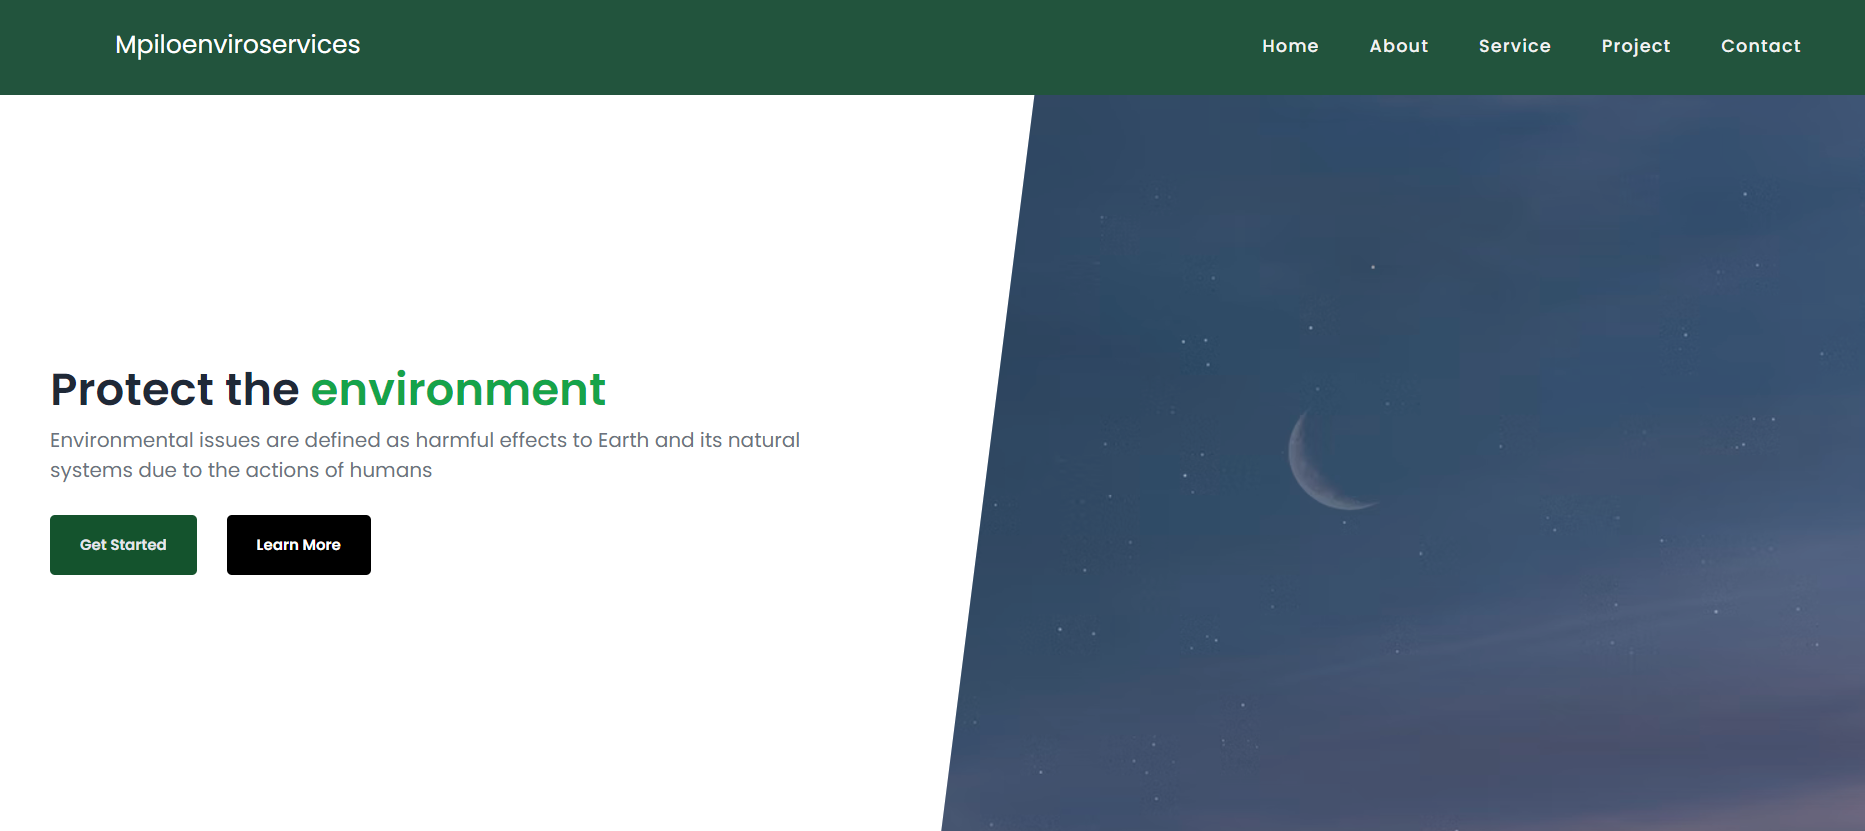 Mpiloenviroservices
Home About Service Project Contact
Protect the environment
Environmental issues are defined as harmful effects to Earth and its natural
systems due to the actions of humans
Get Started Learn More